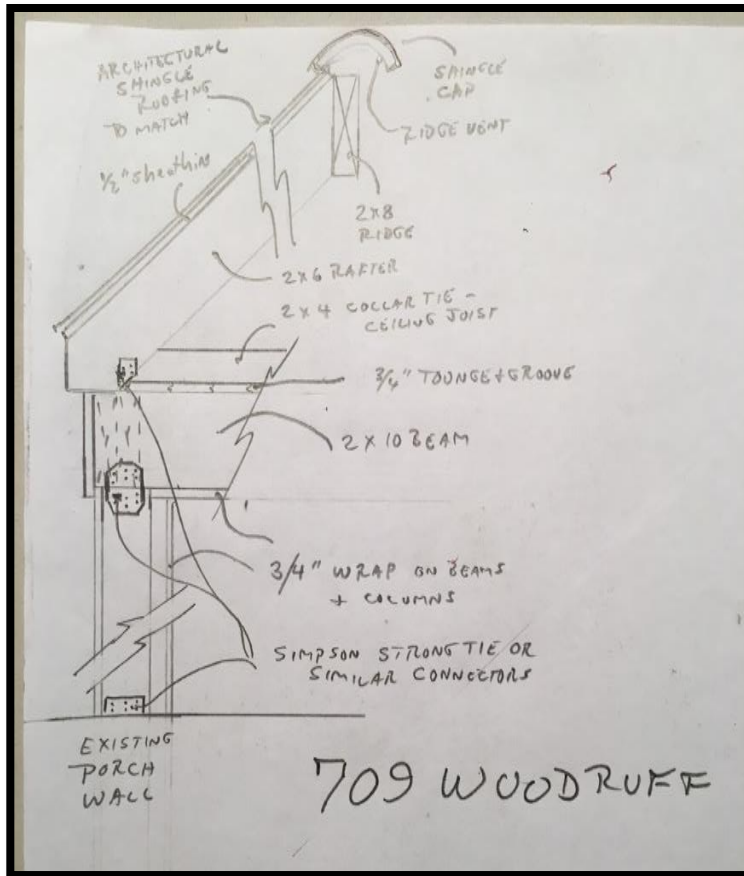 ARCHITECTURAL
SHINGLE
ROOFING
TO MATCH
SHINGLE
CAP
RIDGE VENT
1/2" sheathing
2X8
RIDGE
2X6 RAFTER
2X4 COLLAR TIE -
CEILING JOIST
3/4" TOUNGE + GROOVE
2X10 BEAM
3/4" WRAP ON BEAMS
+ COLUMNS
SIMPSON STRONG TIE OR
SIMILAR CONNECTORS
EXISTING
PORCH
WALL
709 WOODRUFF